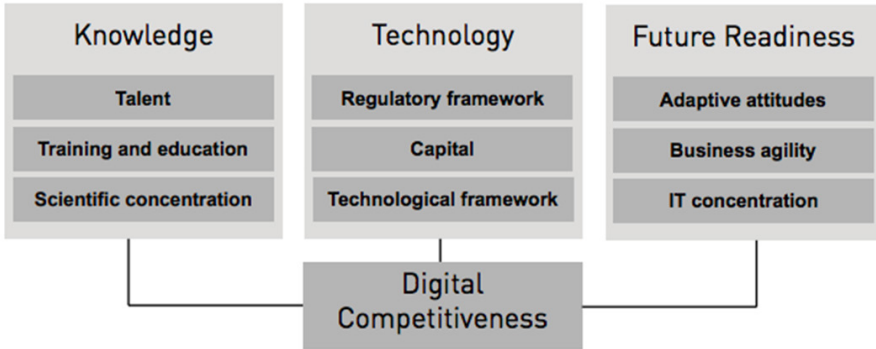 Knowledge
Talent
Training and education
Scientific concentration
Technology
Regulatory framework
Capital
Technological framework
Future Readiness
Adaptive attitudes
Business agility
IT concentration
Digital
Competitiveness